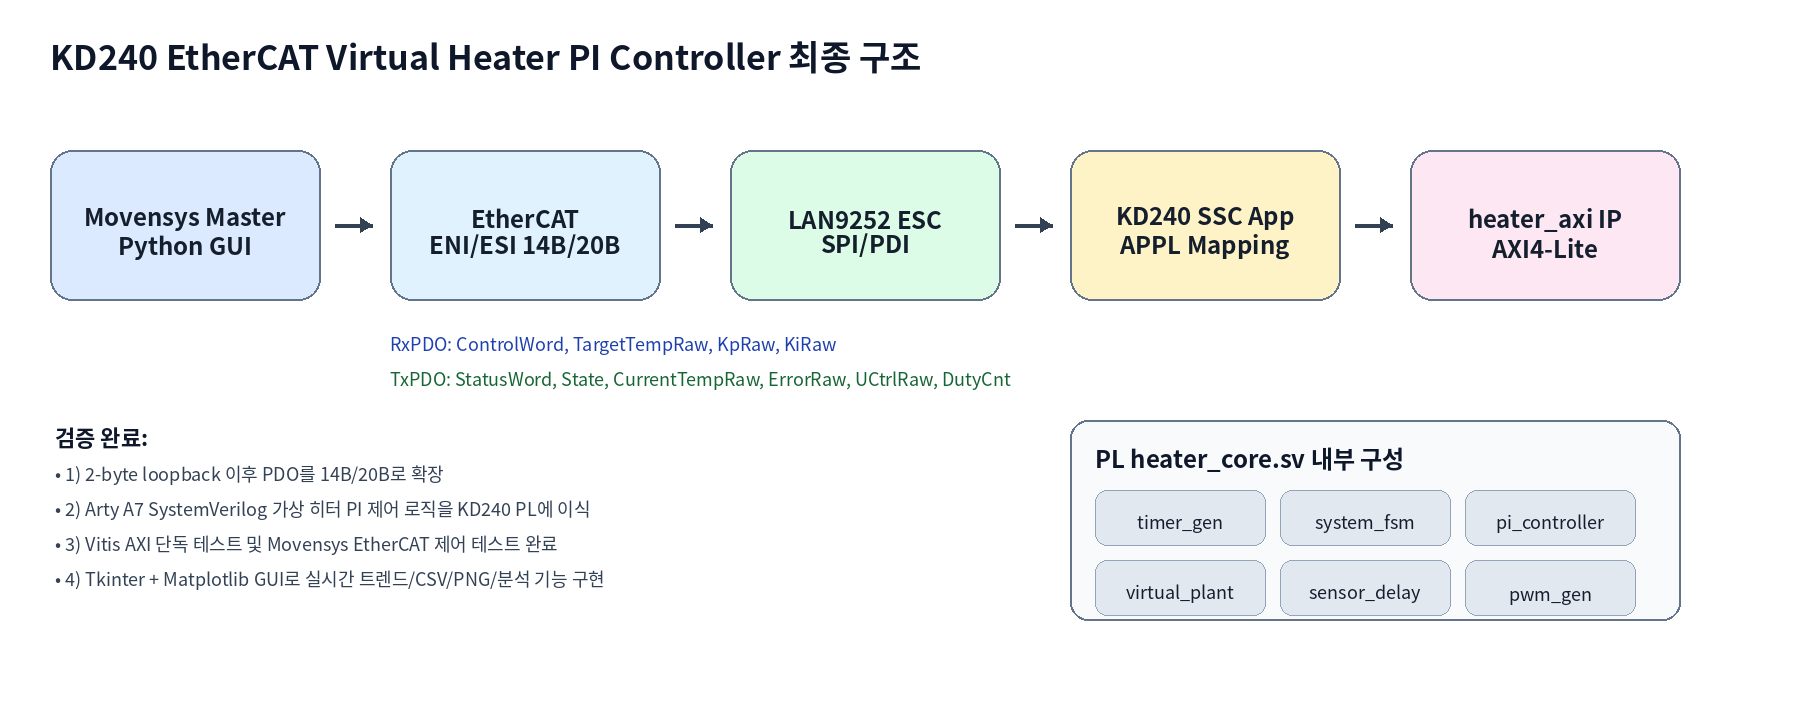 KD240 EtherCAT Virtual Heater PI Controller 최종 구조
Movensys Master
Python GUI
EtherCAT
ENI/ESI 14B/20B
LAN9252 ESC
SPI/PDI
KD240 SSC App
APPL Mapping
heater_axi IP
AXI4-Lite
RxPDO: ControlWord, TargetTempRaw, KpRaw, KiRaw
TxPDO: StatusWord, State, CurrentTempRaw, ErrorRaw, UCtrlRaw, DutyCnt
검증 완료:
• 1) 2-byte loopback 이후 PDO를 14B/20B로 확장
• 2) Arty A7 SystemVerilog 가상 히터 PI 제어 로직을 KD240 PL에 이식
• 3) Vitis AXI 단독 테스트 및 Movensys EtherCAT 제어 테스트 완료
• 4) Tkinter + Matplotlib GUI로 실시간 트렌드/CSV/PNG/분석 기능 구현
PL heater_core.sv 내부 구성
timer_gen
system_fsm
pi_controller
virtual_plant
sensor_delay
pwm_gen